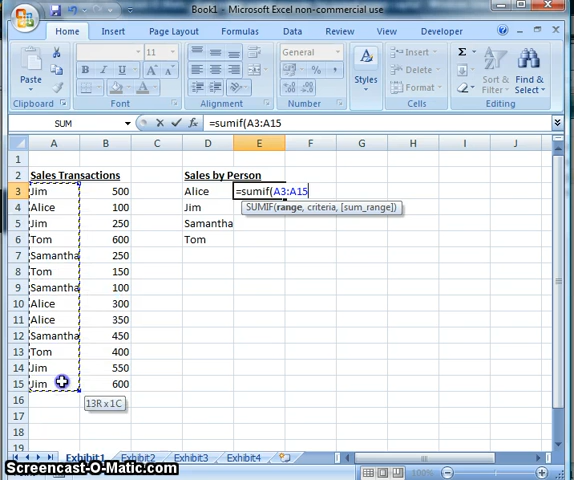 Book1 - Microsoft Excel non-commercial use
Home Insert Page Layout Formulas Data Review View Developer
Paste
Clipboard
11
Font
Alignment
General
Number
Styles
Insert
Delete
Format
Cells
Sort & Filter
Find & Select
Editing
SUM =sumif(A3:A15
A B C D E F G H I J
1
2 Sales Transactions Sales by Person
3 Jim 500 Alice =sumif(A3:A15
4 Alice 100 Jim SUMIF(range, criteria, [sum_range])
5 Jim 250 Samantha
6 Tom 600 Tom
7 Samantha 250
8 Tom 150
9 Samantha 100
10 Alice 300
11 Alice 350
12 Samantha 450
13 Tom 400
14 Jim 550
15 Jim 600
16 13R x 1C
17
18
19
Exhibit1 Exhibit2 Exhibit3 Exhibit4
Screencast-O-Matic.com 100%